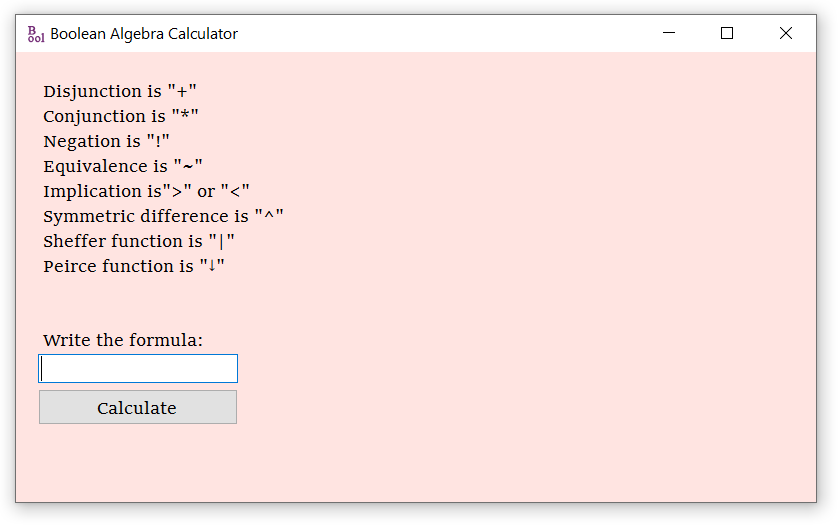 Bool Boolean Algebra Calculator
Disjunction is "+"
Conjunction is "*"
Negation is "!"
Equivalence is "~"
Implication is">" or "<"
Symmetric difference is "^"
Sheffer function is "|"
Peirce function is "↓"
Write the formula:
Calculate